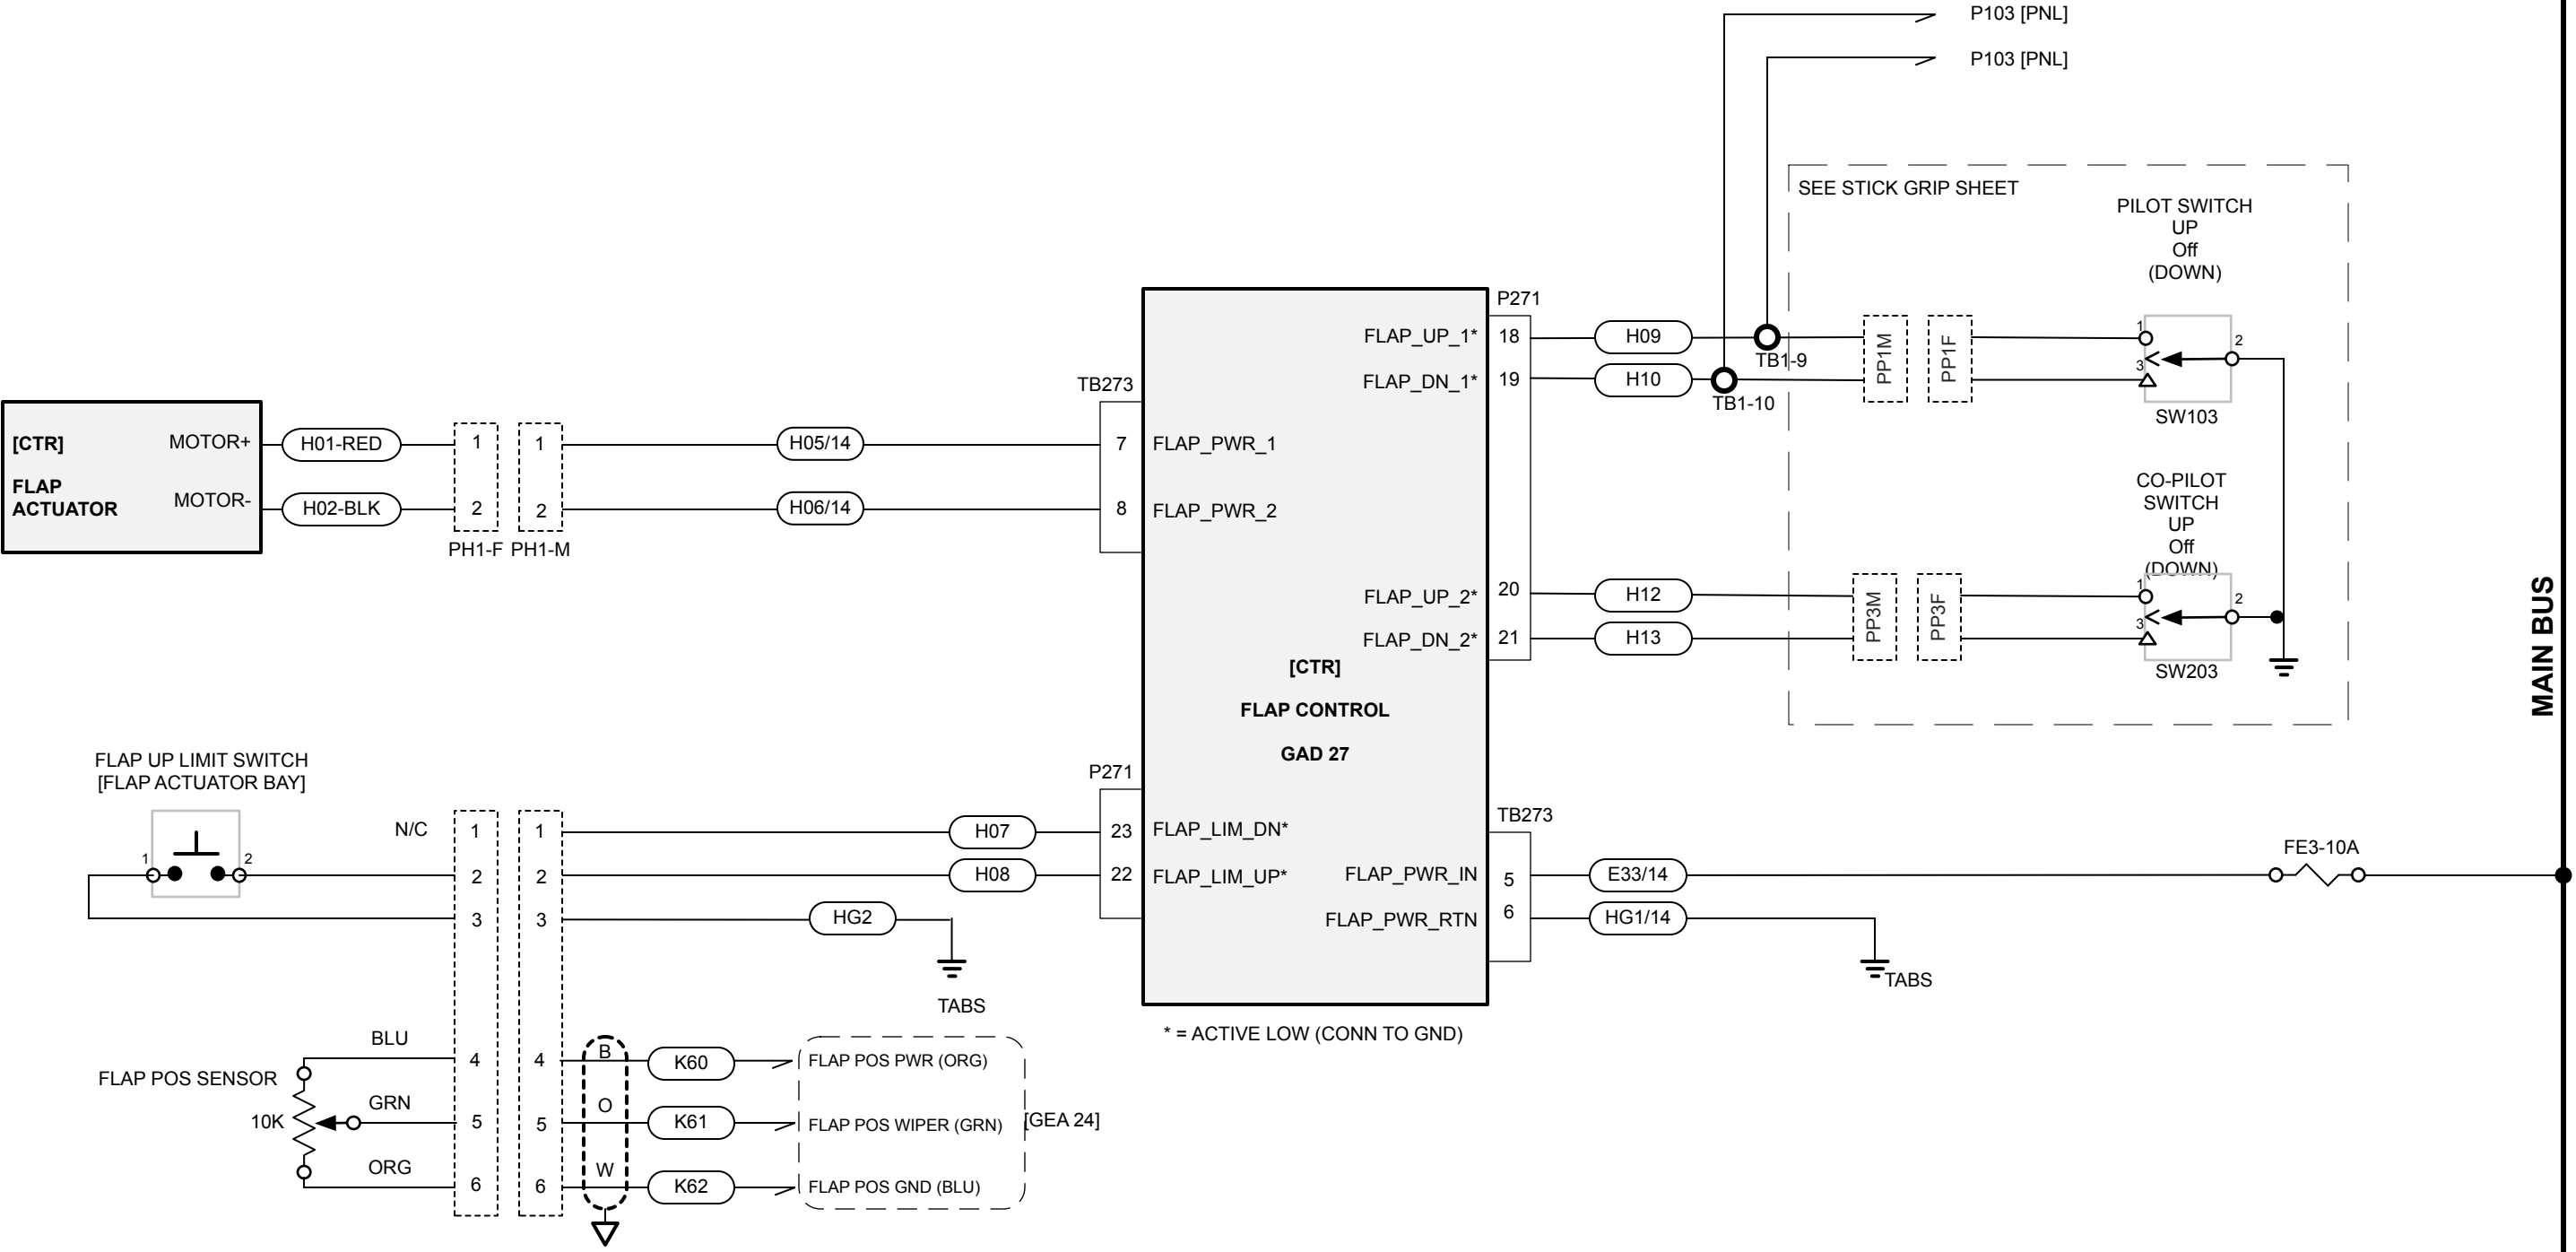 P103 [PNL]
P103 [PNL]
SEE STICK GRIP SHEET
PILOT SWITCH
UP
Off
(DOWN)
P271
FLAP_UP_1*
18
H09
TB1-9
PP1M
PP1F
1
2
3
SW103
FLAP_DN_1*
19
H10
TB1-10
TB273
[CTR]
FLAP
ACTUATOR
MOTOR+
H01-RED
1
1
H05/14
7
FLAP_PWR_1
MOTOR-
H02-BLK
2
2
H06/14
8
FLAP_PWR_2
PH1-F
PH1-M
CO-PILOT
SWITCH
UP
Off
(DOWN)
FLAP_UP_2*
20
H12
PP3M
PP3F
1
2
3
SW203
FLAP_DN_2*
21
H13
MAIN BUS
[CTR]
FLAP CONTROL
GAD 27
FLAP UP LIMIT SWITCH
[FLAP ACTUATOR BAY]
1
2
P271
N/C
1
1
H07
23
FLAP_LIM_DN*
2
2
H08
22
FLAP_LIM_UP*
3
3
HG2
TABS
TB273
FLAP_PWR_IN
5
E33/14
FE3-10A
FLAP_PWR_RTN
6
HG1/14
TABS
* = ACTIVE LOW (CONN TO GND)
FLAP POS SENSOR
10K
BLU
4
4
B
K60
FLAP POS PWR (ORG)
GRN
5
5
O
K61
FLAP POS WIPER (GRN)
[GEA 24]
ORG
6
6
W
K62
FLAP POS GND (BLU)